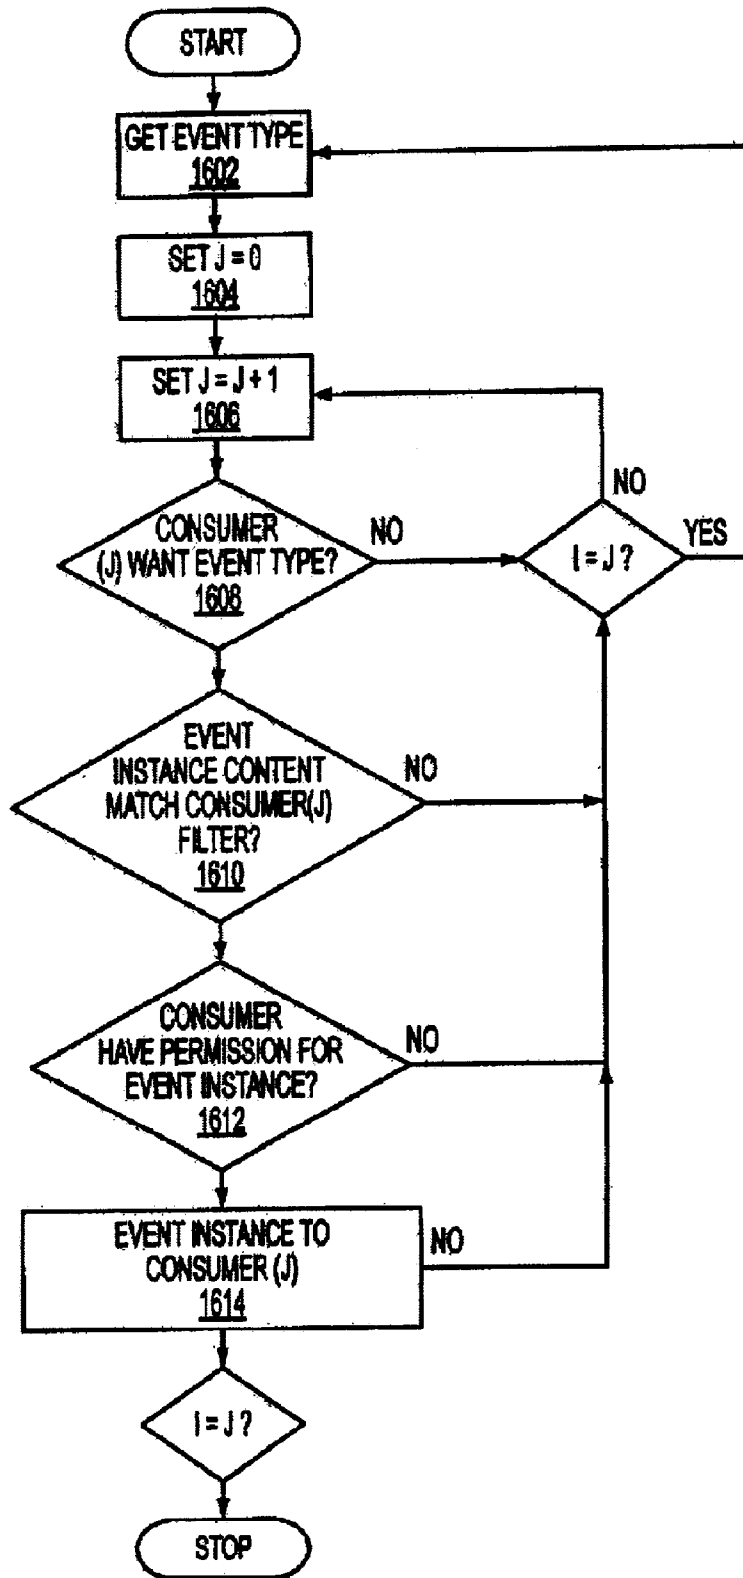 START
GET EVENT TYPE
1602
SET J = 0
1604
SET J = J + 1
1606
NO
CONSUMER
(J) WANT EVENT TYPE?
1608
NO
I = J ?
YES
EVENT
INSTANCE CONTENT
MATCH CONSUMER(J)
FILTER?
1610
NO
CONSUMER
HAVE PERMISSION FOR
EVENT INSTANCE?
1612
NO
EVENT INSTANCE TO
CONSUMER (J)
1614
NO
I = J ?
STOP